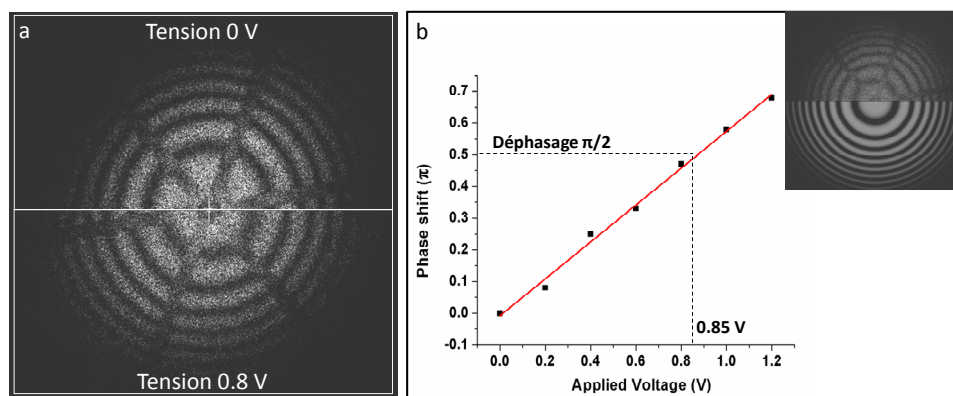 a
Tension 0 V
Tension 0.8 V
b
0.7
0.6
0.5
0.4
0.3
0.2
0.1
0.0
-0.1
Phase shift (π)
Déphasage π/2
0.85 V
0.0 0.2 0.4 0.6 0.8 1.0 1.2
Applied Voltage (V)